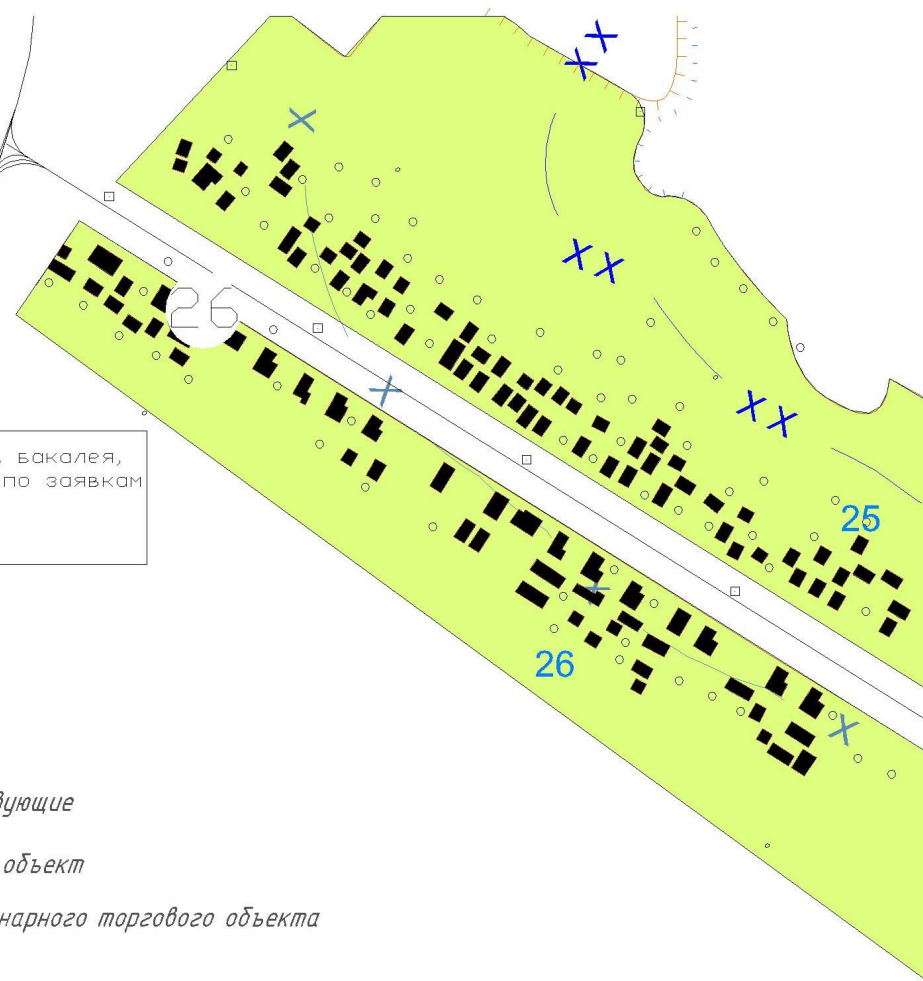 26
бакалея,
по заявкам
25
26
вующие
объект
нарного торгового объекта